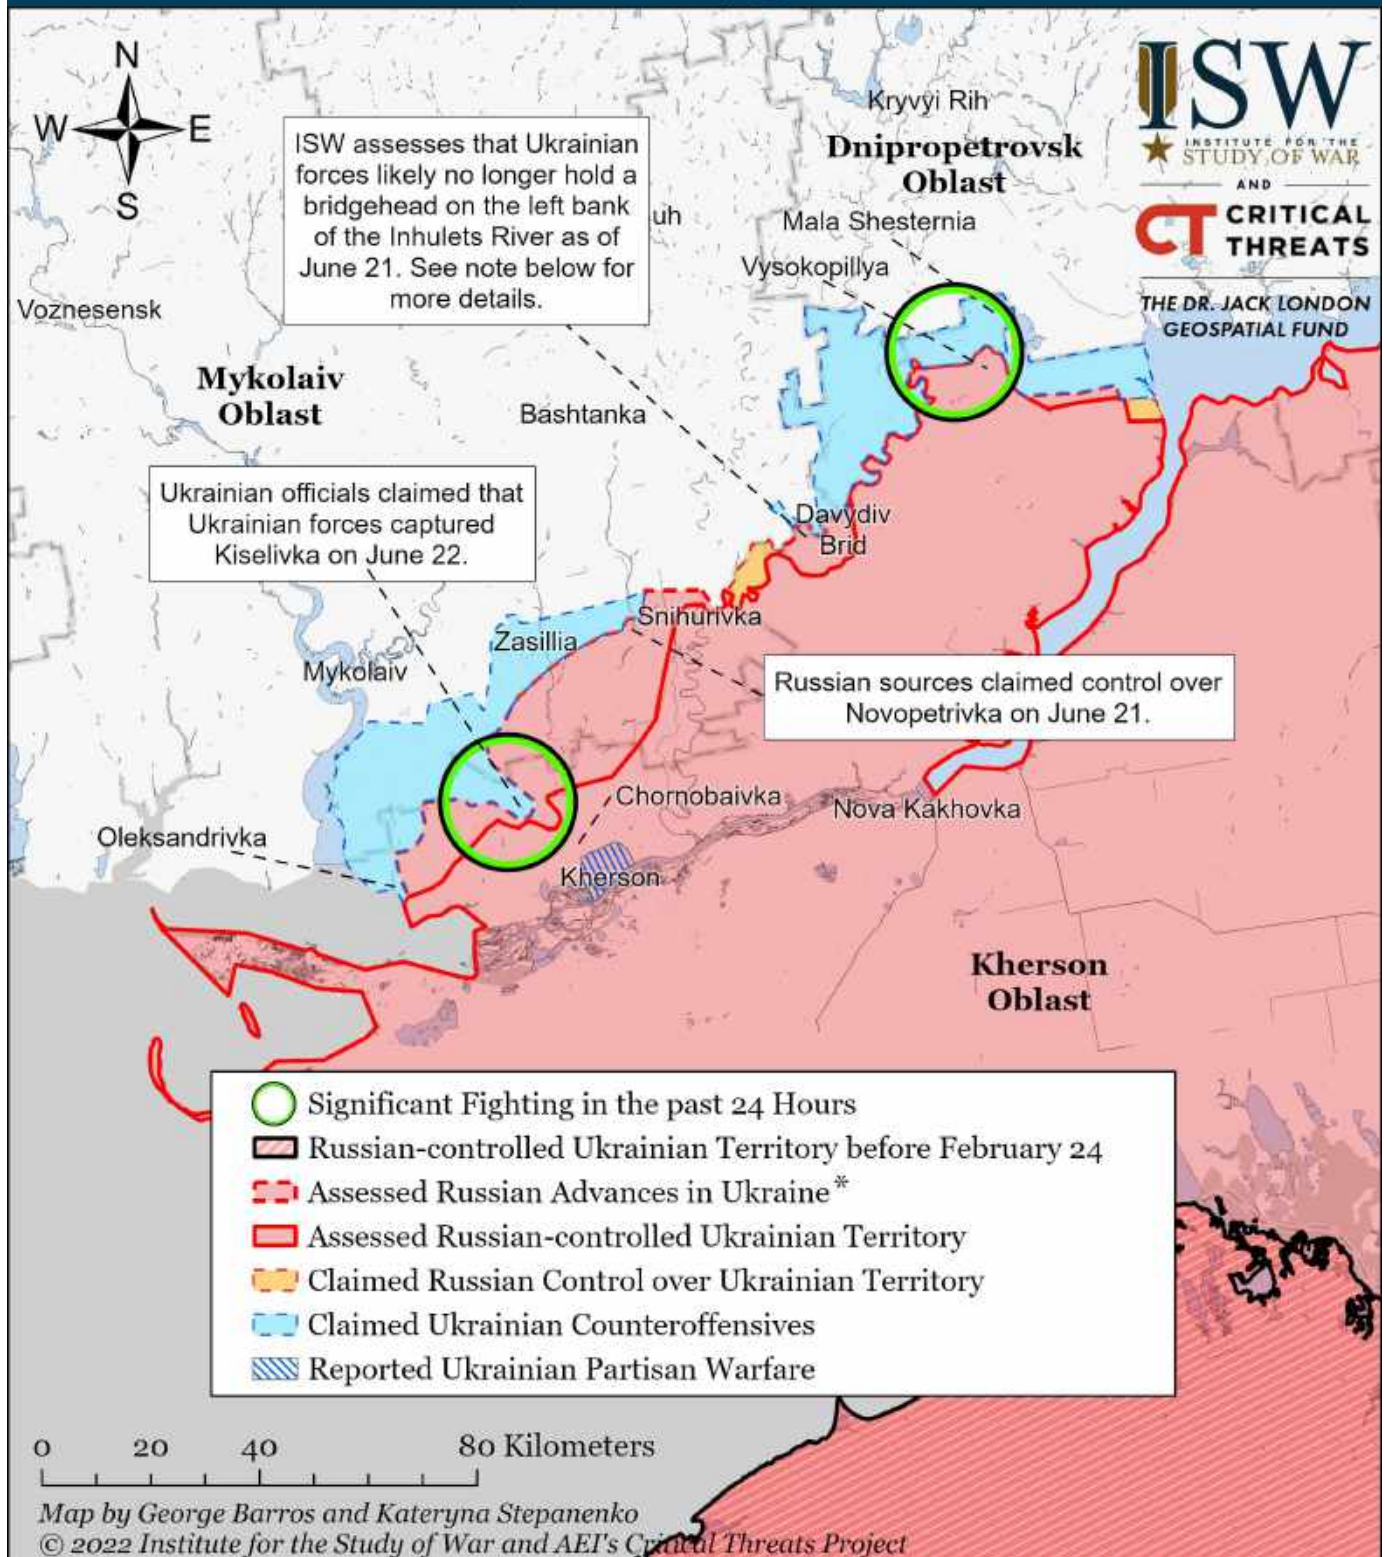 N
W
E
S
ISW assesses that Ukrainian
forces likely no longer hold a
bridgehead on the left bank
of the Inhulets River as of
June 21. See note below for
more details.
uh
Kryvyi Rih
Dnipropetrovsk
Oblast
Mala Shesternia
Vysokopillya
ISW
INSTITUTE FOR THE
STUDY OF WAR
AND
CT CRITICAL
THREATS
THE DR. JACK LONDON
GEOSPATIAL FUND
Voznesensk
Mykolaiv
Oblast
Bashtanka
Ukrainian officials claimed that
Ukrainian forces captured
Kiselivka on June 22.
Davydiv
Brid
Snihurivka
Zasillia
Mykolaiv
Russian sources claimed control over
Novopetrivka on June 21.
Chornobaivka
Nova Kakhovka
Oleksandrivka
Kherson
Kherson
Oblast
Significant Fighting in the past 24 Hours
Russian-controlled Ukrainian Territory before February 24
Assessed Russian Advances in Ukraine*
Assessed Russian-controlled Ukrainian Territory
Claimed Russian Control over Ukrainian Territory
Claimed Ukrainian Counteroffensives
Reported Ukrainian Partisan Warfare
0 20 40 80 Kilometers
Map by George Barros and Kateryna Stepanenko
© 2022 Institute for the Study of War and AEI's Critical Threats Project